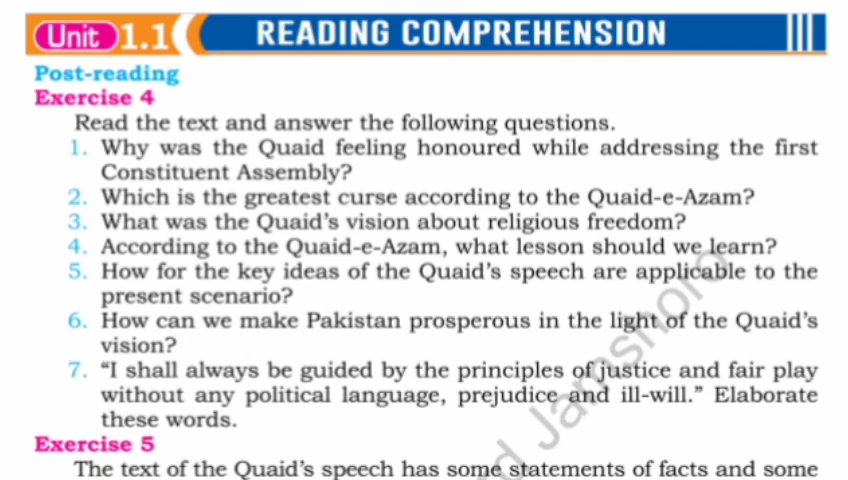 Unit 1.1 READING COMPREHENSION
Post-reading
Exercise 4
Read the text and answer the following questions.
1. Why was the Quaid feeling honoured while addressing the first
Constituent Assembly?
2. Which is the greatest curse according to the Quaid-e-Azam?
3. What was the Quaid's vision about religious freedom?
4. According to the Quaid-e-Azam, what lesson should we learn?
5. How for the key ideas of the Quaid's speech are applicable to the
present scenario?
6. How can we make Pakistan prosperous in the light of the Quaid's
vision?
7. “I shall always be guided by the principles of justice and fair play
without any political language, prejudice and ill-will.” Elaborate
these words.
Exercise 5
The text of the Quaid's speech has some statements of facts and some
Jamshoro